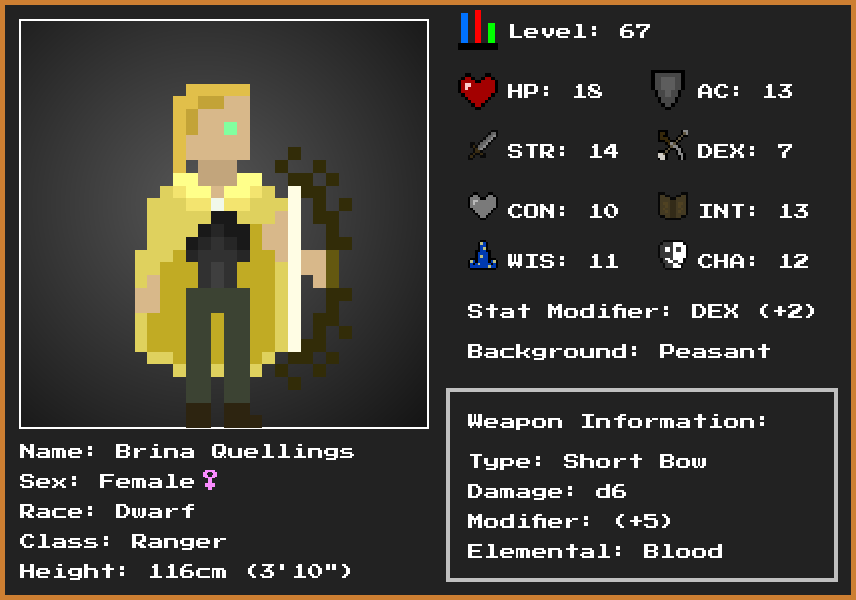 Level: 67
HP: 18 AC: 13
STR: 14 DEX: 7
CON: 10 INT: 13
WIS: 11 CHA: 12
Stat Modifier: DEX (+2)
Background: Peasant
Weapon Information:
Type: Short Bow
Damage: d6
Modifier: (+5)
Elemental: Blood
Name: Brina Quellings
Sex: Female♀
Race: Dwarf
Class: Ranger
Height: 116cm (3'10")